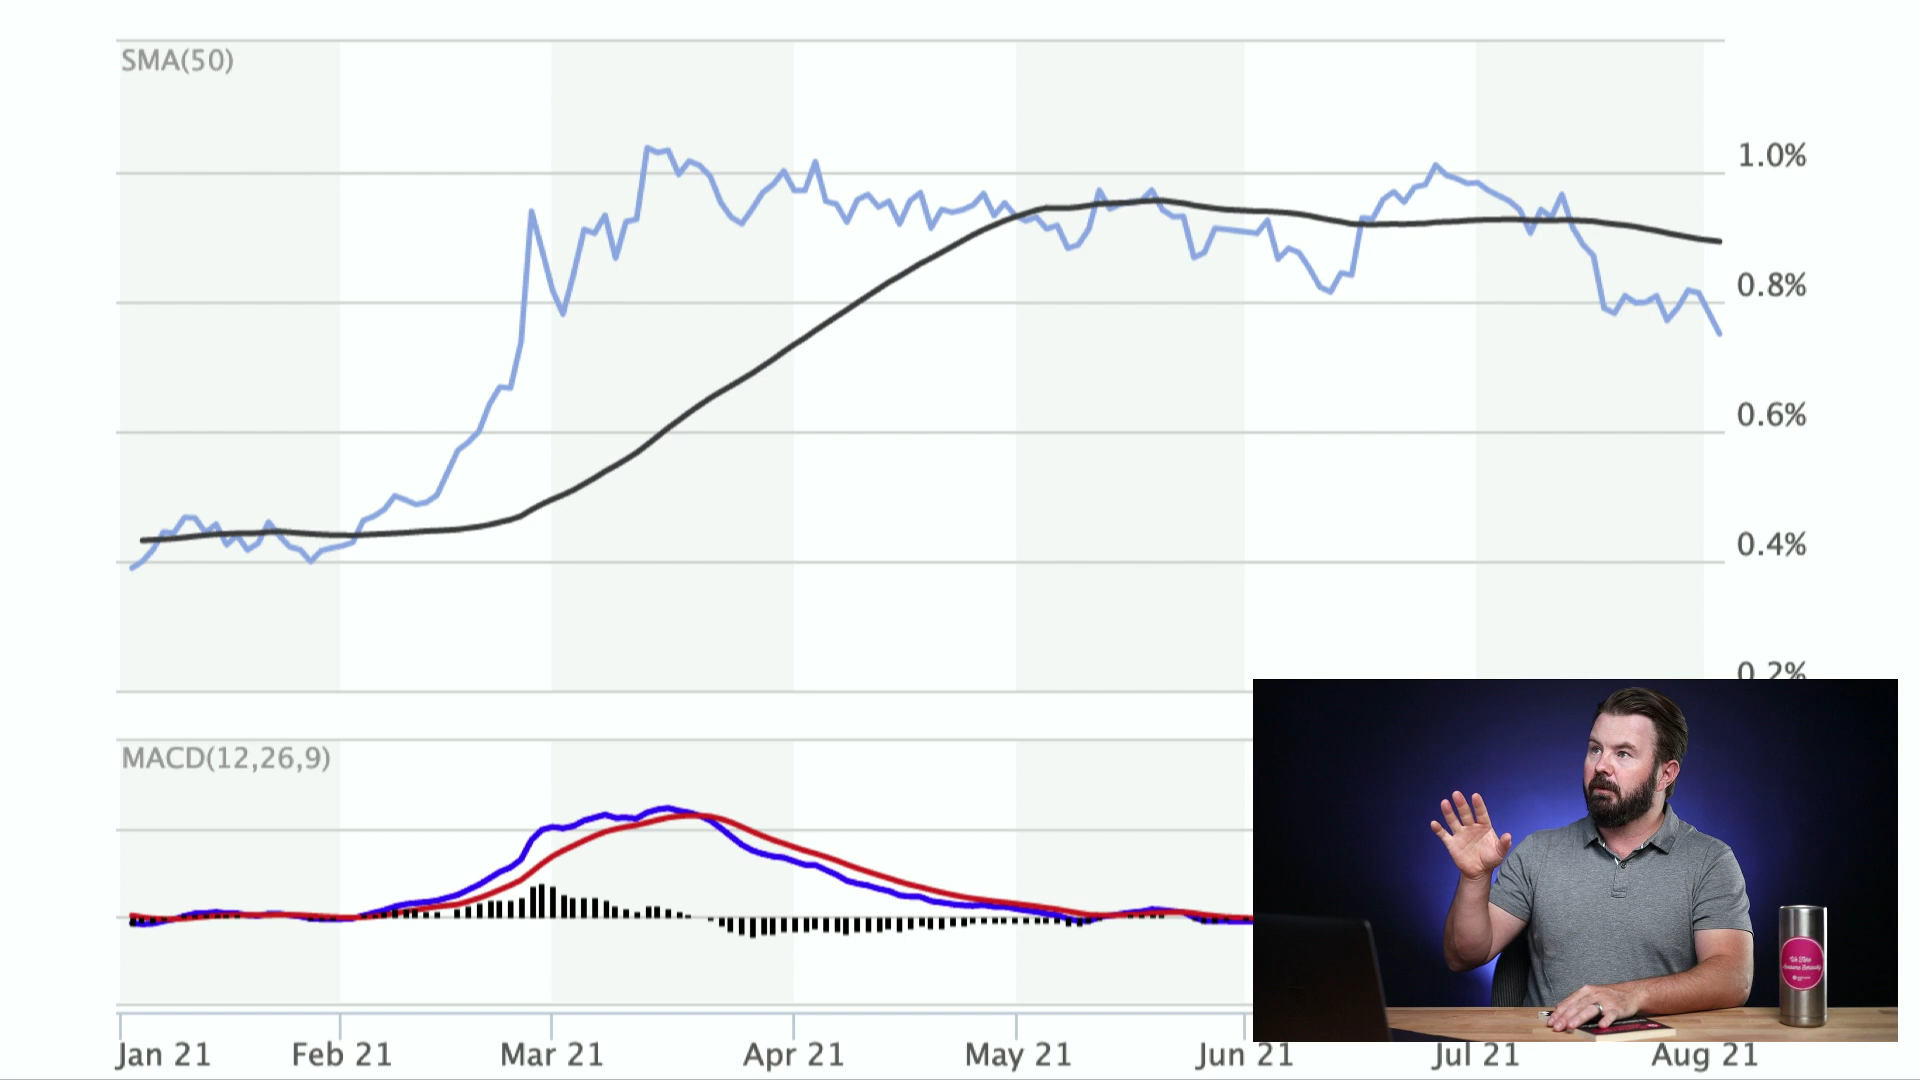 SMA(50)
1.0%
0.8%
0.6%
0.4%
0.2%
MACD(12,26,9)
Jan 21
Feb 21
Mar 21
Apr 21
May 21
Jun 21
Jul 21
Aug 21